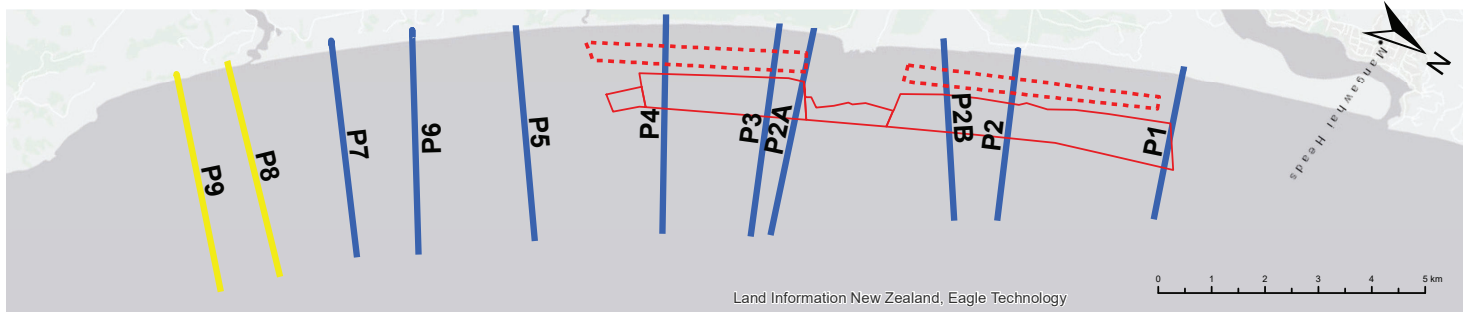 P9
P8
P7
P6
P5
P4
P3
P2A
P2B
P2
P1
Mangawhai Heads
N
0 1 2 3 4 5 km
Land Information New Zealand, Eagle Technology